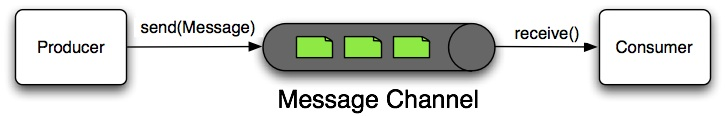 Producer
send(Message)
receive()
Consumer
Message Channel